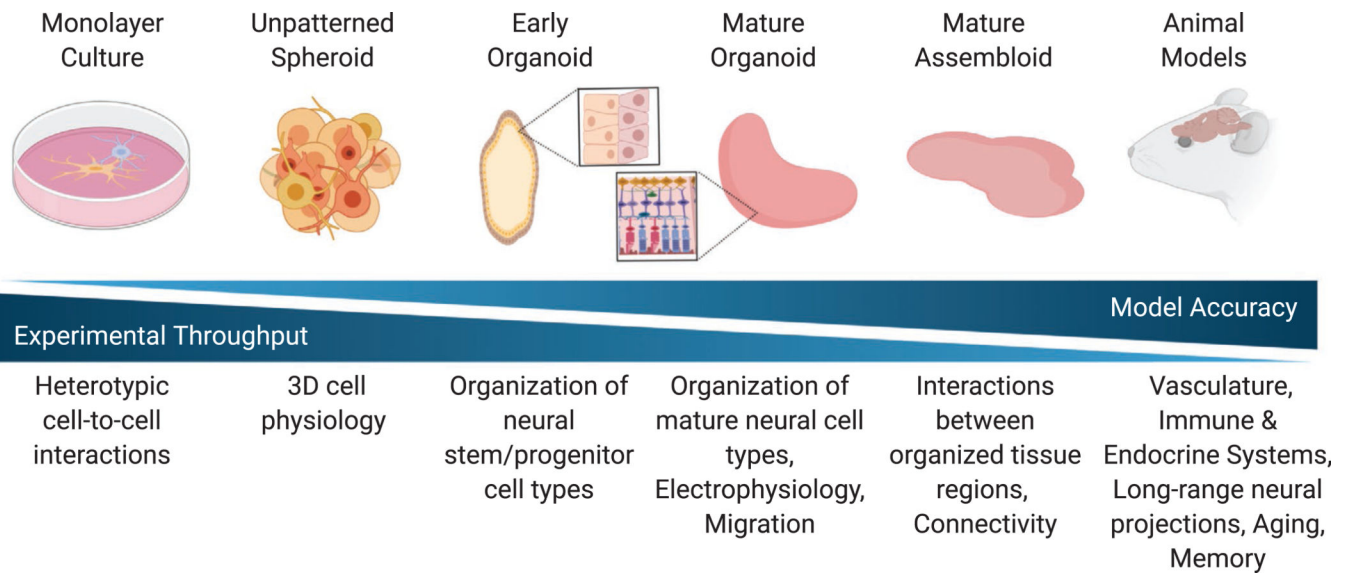 Monolayer
Culture
Unpatterned
Spheroid
Early
Organoid
Mature
Organoid
Mature
Assembloid
Animal
Models
Model Accuracy
Experimental Throughput
Heterotypic
cell-to-cell
interactions
3D cell
physiology
Organization of
neural
stem/progenitor
cell types
Organization of
mature neural cell
types,
Electrophysiology,
Migration
Interactions
between
organized tissue
regions,
Connectivity
Vasculature,
Immune &
Endocrine Systems,
Long-range neural
projections, Aging,
Memory